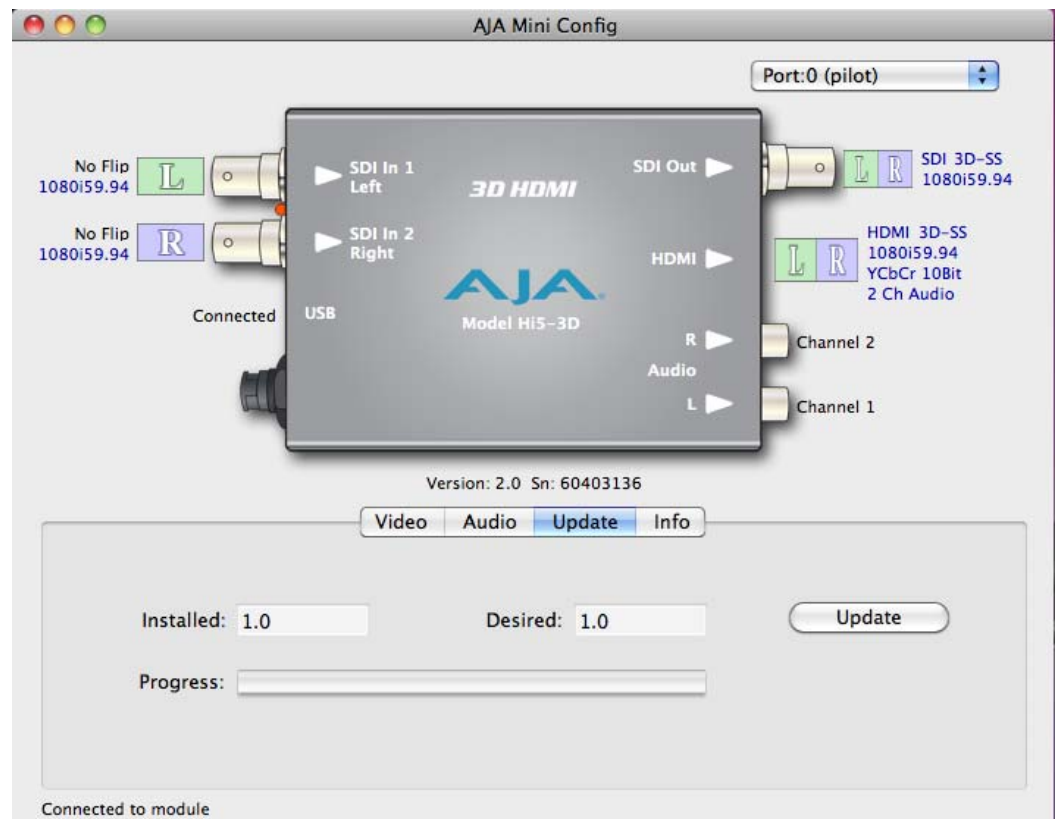 AJA Mini Config
Port:0 (pilot)
No Flip
1080i59.94
L
SDI In 1
Left
3D HDMI
SDI Out
L R
SDI 3D-SS
1080i59.94
No Flip
1080i59.94
R
SDI In 2
Right
HDMI
L R
HDMI 3D-SS
1080i59.94
YCbCr 10Bit
2 Ch Audio
AJA.
Connected
USB
Model Hi5-3D
R
Channel 2
Audio
L
Channel 1
Version: 2.0 Sn: 60403136
Video Audio Update Info
Installed: 1.0 Desired: 1.0 Update
Progress:
Connected to module